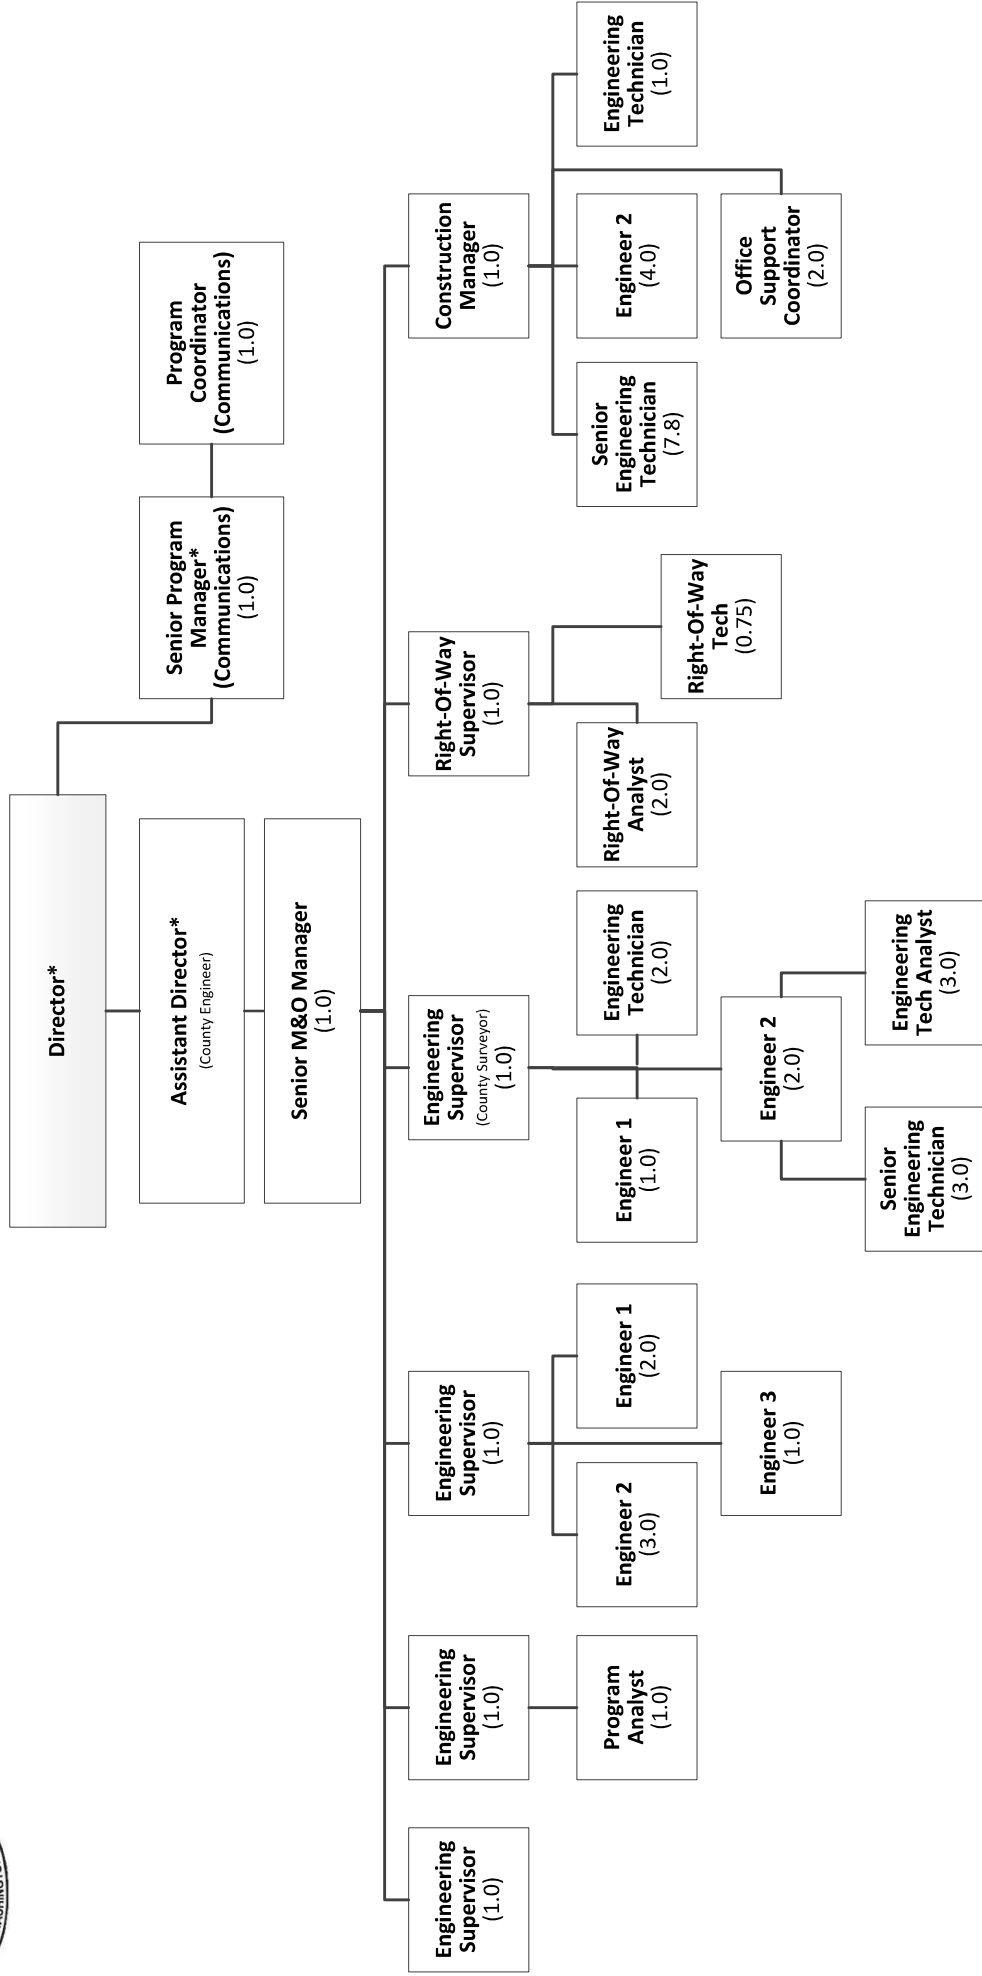 Director*
Assistant Director*
(County Engineer)
Senior M&O Manager
(1.0)
Senior Program
Manager*
(Communications)
(1.0)
Program
Coordinator
(Communications)
(1.0)
Engineering
Supervisor
(1.0)
Engineering
Supervisor
(1.0)
Program
Analyst
(1.0)
Engineering
Supervisor
(1.0)
Engineer 2
(3.0)
Engineer 1
(2.0)
Engineer 3
(1.0)
Engineering
Supervisor
(County Surveyor)
(1.0)
Engineer 1
(1.0)
Engineering
Technician
(2.0)
Engineer 2
(2.0)
Senior
Engineering
Technician
(3.0)
Engineering
Tech Analyst
(3.0)
Right-Of-Way
Supervisor
(1.0)
Right-Of-Way
Analyst
(2.0)
Right-Of-Way
Tech
(0.75)
Construction
Manager
(1.0)
Senior
Engineering
Technician
(7.8)
Engineer 2
(4.0)
Engineering
Technician
(1.0)
Office
Support
Coordinator
(2.0)